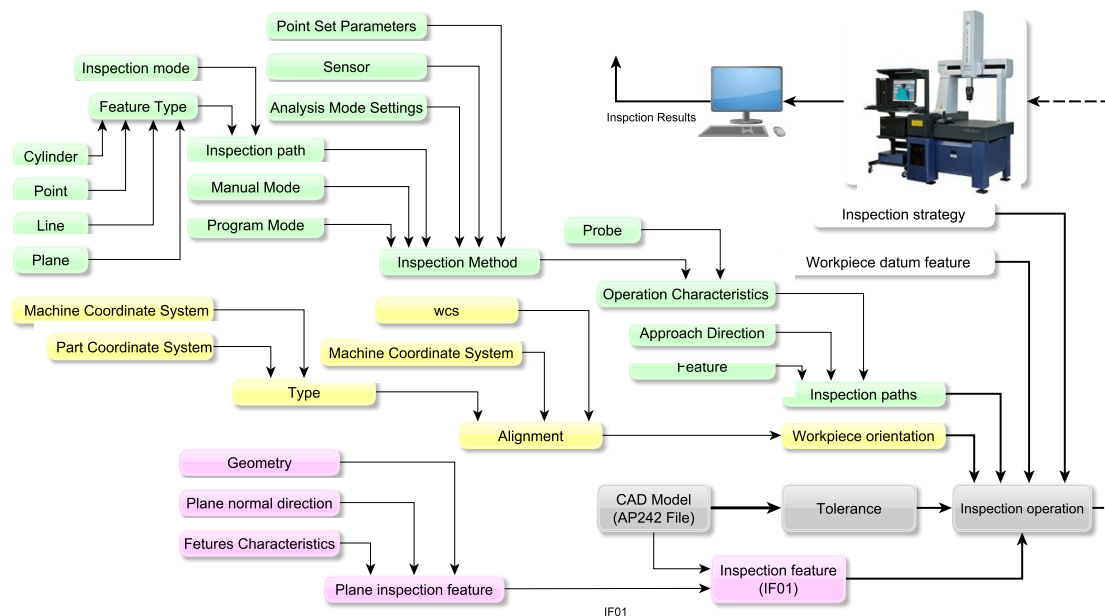 Point Set Parameters
Inspection mode
Sensor
Feature Type
Analysis Mode Settings
Inspction Results
Cylinder
Inspection path
Point
Manual Mode
Line
Program Mode
Plane
Inspection Method
Probe
Inspection strategy
Workpiece datum feature
Operation Characteristics
Machine Coordinate System
wcs
Part Coordinate System
Machine Coordinate System
Approach Direction
Feature
Type
Inspection paths
Alignment
Workpiece orientation
Geometry
Plane normal direction
CAD Model
(AP242 File)
Tolerance
Inspection operation
Fetures Characteristics
Plane inspection feature
Inspection feature
(IF01)
IF01